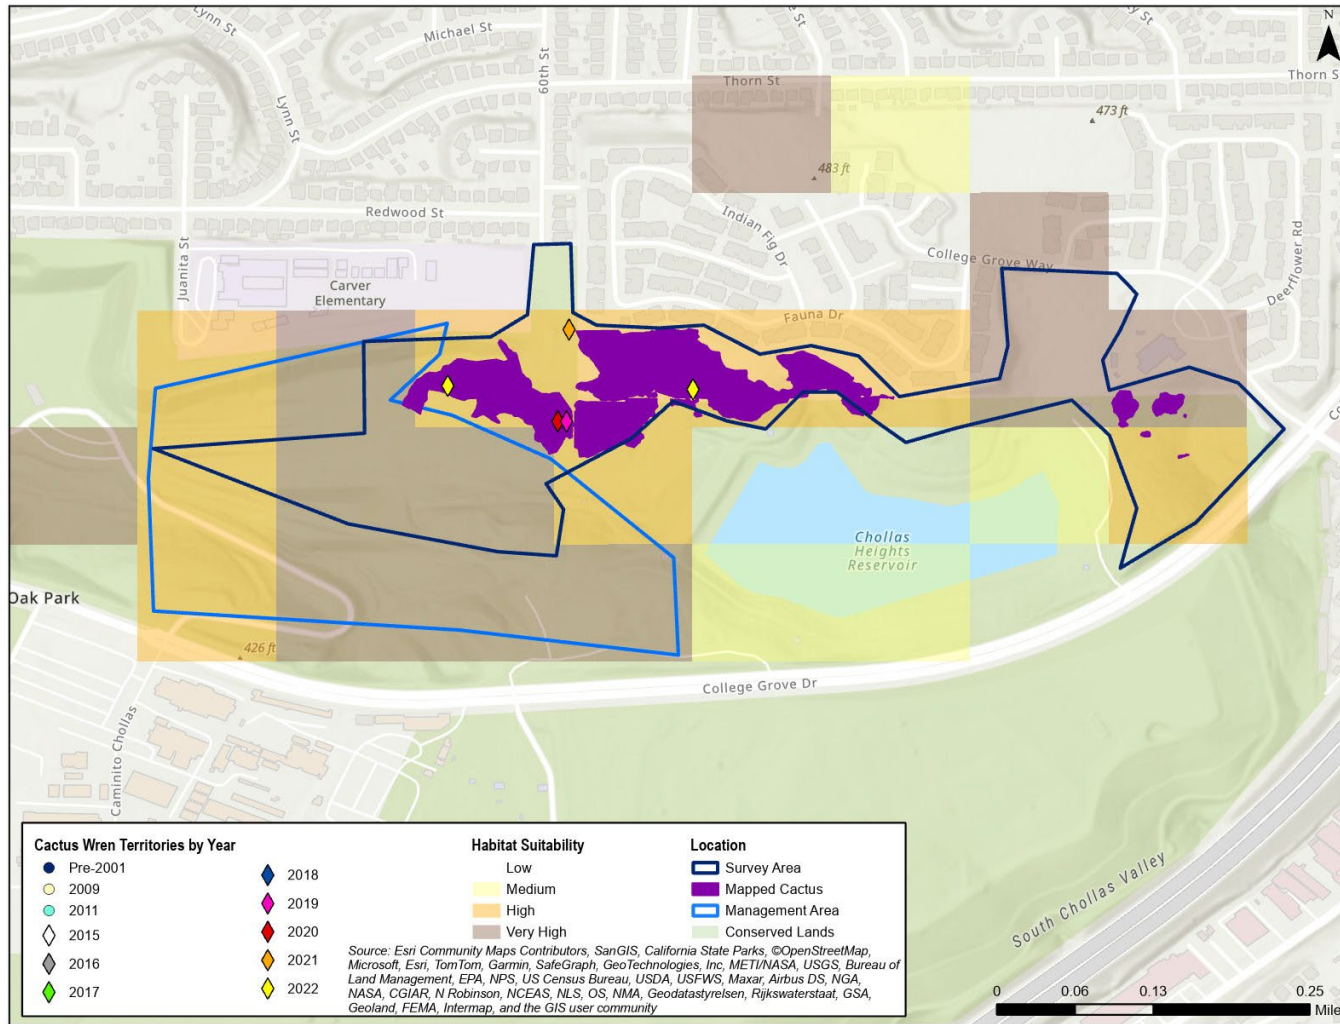 Lynn St
Michael St
60th St
N
Thorn St
Thorn S
473 ft
483 ft
Lynn St
Redwood St
Indian Fig Dr
College Grove Way
Juanita St
Deerflower Rd
Carver
Elementary
Fauna Dr
Chollas
Heights
Reservoir
Oak Park
426 ft
College Grove Dr
Caminito Chollas
South Chollas Valley
Cactus Wren Territories by Year
Pre-2001
2009
2011
2015
2016
2017
2018
2019
2020
2021
2022
Habitat Suitability
Low
Medium
High
Very High
Location
Survey Area
Mapped Cactus
Management Area
Conserved Lands
Source: Esri Community Maps Contributors, SanGIS, California State Parks, ©OpenStreetMap,
Microsoft, Esri, TomTom, Garmin, SafeGraph, GeoTechnologies, Inc, METI/NASA, USGS, Bureau of
Land Management, EPA, NPS, US Census Bureau, USDA, USFWS, Maxar, Airbus DS, NGA,
NASA, CGIAR, N Robinson, NCEAS, NLS, OS, NMA, Geodatastyrelsen, Rijkswaterstaat, GSA,
Geoland, FEMA, Intermap, and the GIS user community
0 0.06 0.13 0.25
Mile